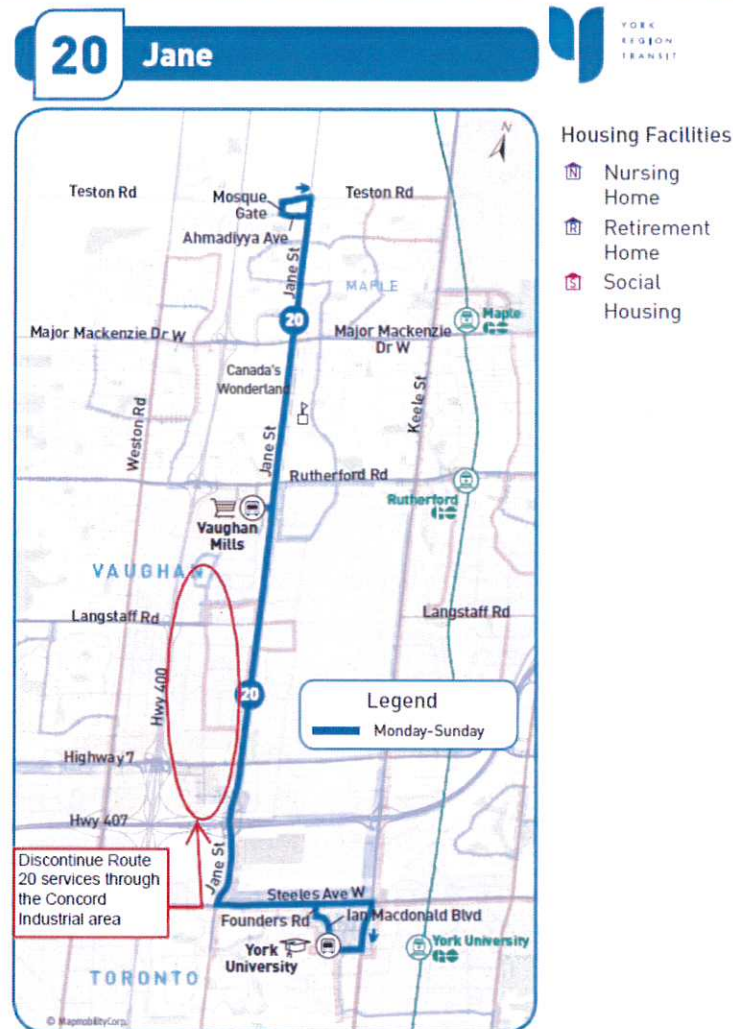 20
Jane
YORK
REGION
TRANSIT
N
Teston Rd
Mosque
Gate
Teston Rd
Ahmadiyya Ave
Jane St
MAPLE
20
Maple
GO
Major Mackenzie Dr W
Major Mackenzie
Dr W
Canada's
Wonderland
Weston Rd
Jane St
Keele St
Rutherford Rd
Rutherford
GO
Vaughan
Mills
VAUGHAN
Langstaff Rd
Langstaff Rd
Hwy 400
20
Legend
Monday-Sunday
Highway 7
Hwy 407
Discontinue Route
20 services through
the Concord
Industrial area
Jane St
Steeles Ave W
Founders Rd
Ian Macdonald Blvd
York
University
York University
GO
TORONTO
© MapmobilityCorp.
Housing Facilities
N Nursing
Home
R Retirement
Home
S Social
Housing